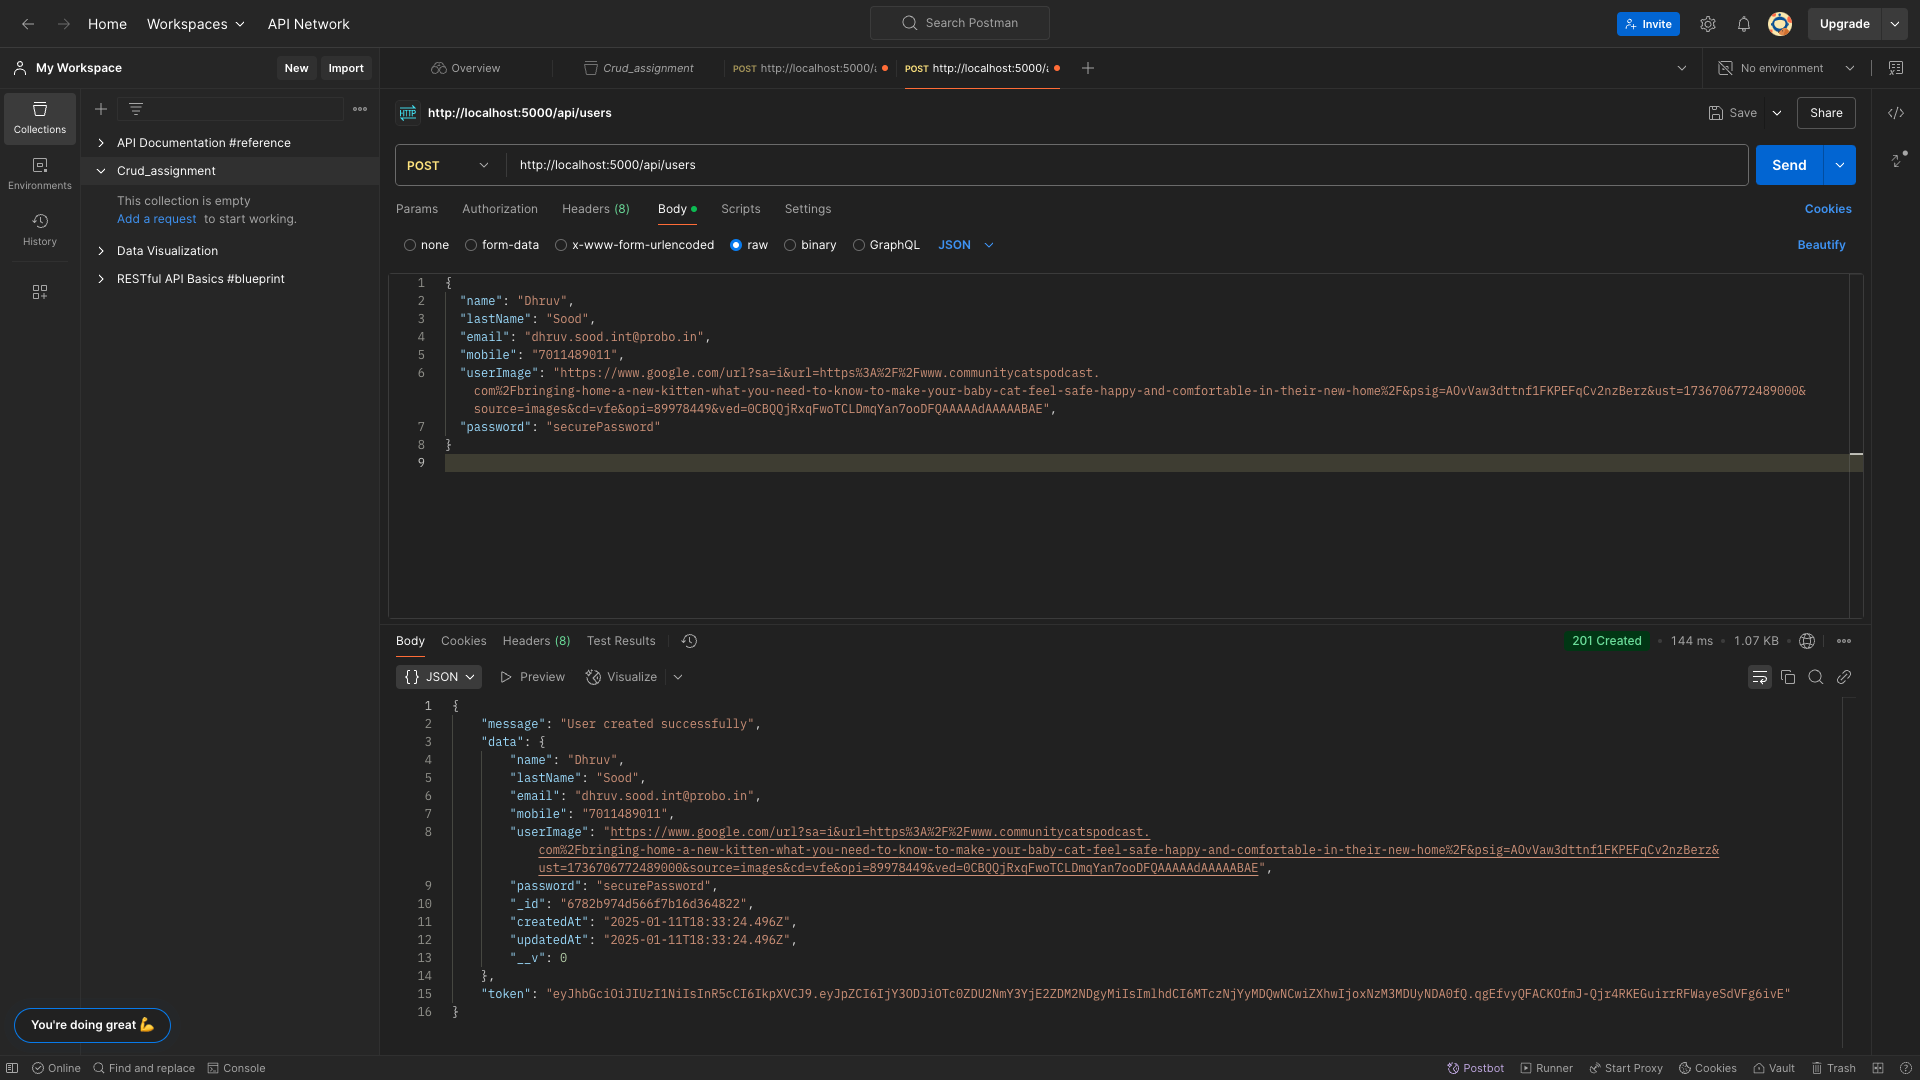 Home Workspaces API Network
Search Postman
Invite
Upgrade
My Workspace
New
Import
Overview
Crud_assignment
POST http://localhost:5000/a
POST http://localhost:5000/a
No environment
Collections
Environments
History
API Documentation #reference
Crud_assignment
This collection is empty
Add a request to start working.
Data Visualization
RESTful API Basics #blueprint
HTTP http://localhost:5000/api/users
Save
Share
POST http://localhost:5000/api/users
Send
Params Authorization Headers (8) Body Scripts Settings
Cookies
none form-data x-www-form-urlencoded raw binary GraphQL JSON
Beautify
1 {
2 "name": "Dhruv",
3 "lastName": "Sood",
4 "email": "dhruv.sood.int@probo.in",
5 "mobile": "7011489011",
6 "userImage": "https://www.google.com/url?sa=i&url=https%3A%2F%2Fwww.communitycatspodcast.
com%2Fbringing-home-a-new-kitten-what-you-need-to-know-to-make-your-baby-cat-feel-safe-happy-and-comfortable-in-their-new-home%2F&psig=AOvVaw3dttnf1FKPEFqCv2nzBerz&ust=1736706772489000&
source=images&cd=vfe&opi=89978449&ved=0CBQQjRxqFwoTCLDmqYan7ooDFQAAAAAdAAAAABAE",
7 "password": "securePassword"
8 }
9
Body Cookies Headers (8) Test Results
201 Created • 144 ms • 1.07 KB
{} JSON Preview Visualize
1 {
2 "message": "User created successfully",
3 "data": {
4 "name": "Dhruv",
5 "lastName": "Sood",
6 "email": "dhruv.sood.int@probo.in",
7 "mobile": "7011489011",
8 "userImage": "https://www.google.com/url?sa=i&url=https%3A%2F%2Fwww.communitycatspodcast.
com%2Fbringing-home-a-new-kitten-what-you-need-to-know-to-make-your-baby-cat-feel-safe-happy-and-comfortable-in-their-new-home%2F&psig=AOvVaw3dttnf1FKPEFqCv2nzBerz&
ust=1736706772489000&source=images&cd=vfe&opi=89978449&ved=0CBQQjRxqFwoTCLDmqYan7ooDFQAAAAAdAAAAABAE",
9 "password": "securePassword",
10 "_id": "6782b974d566f7b16d364822",
11 "createdAt": "2025-01-11T18:33:24.496Z",
12 "updatedAt": "2025-01-11T18:33:24.496Z",
13 "__v": 0
14 },
15 "token": "eyJhbGciOiJIUzI1NiIsInR5cCI6IkpXVCJ9.eyJpZCI6IjY3ODJiOTc0ZDU2NmY3YjE2ZDM2NDgyMiIsImlhdCI6MTczNjYyMDQwNCwiZXhwIjoxNzM3MDUyNDA0fQ.qgEfvyQFACKOfmJ-Qjr4RKEGuirrRFWayeSdVFg6ivE"
16 }
You're doing great 💪
Online Find and replace Console
Postbot Runner Start Proxy Cookies Vault Trash